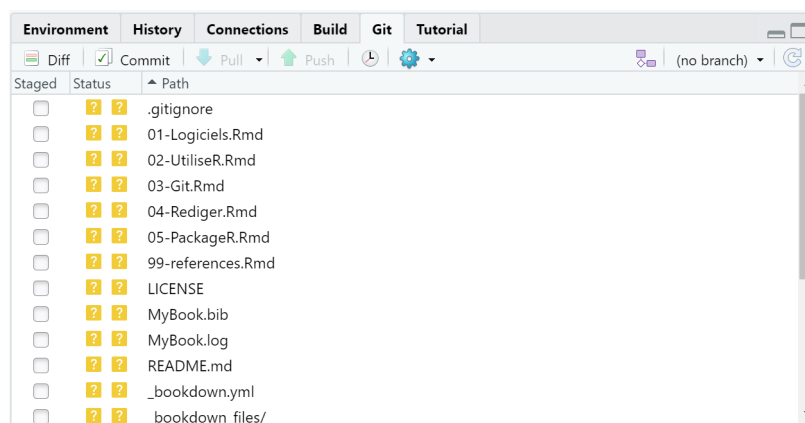 Environment History Connections Build Git Tutorial
Diff Commit Pull Push (no branch)
Staged Status Path
? ? .gitignore
? ? 01-Logiciels.Rmd
? ? 02-UtiliseR.Rmd
? ? 03-Git.Rmd
? ? 04-Rediger.Rmd
? ? 05-PackageR.Rmd
? ? 99-references.Rmd
? ? LICENSE
? ? MyBook.bib
? ? MyBook.log
? ? README.md
? ? _bookdown.yml
? ? _bookdown_files/